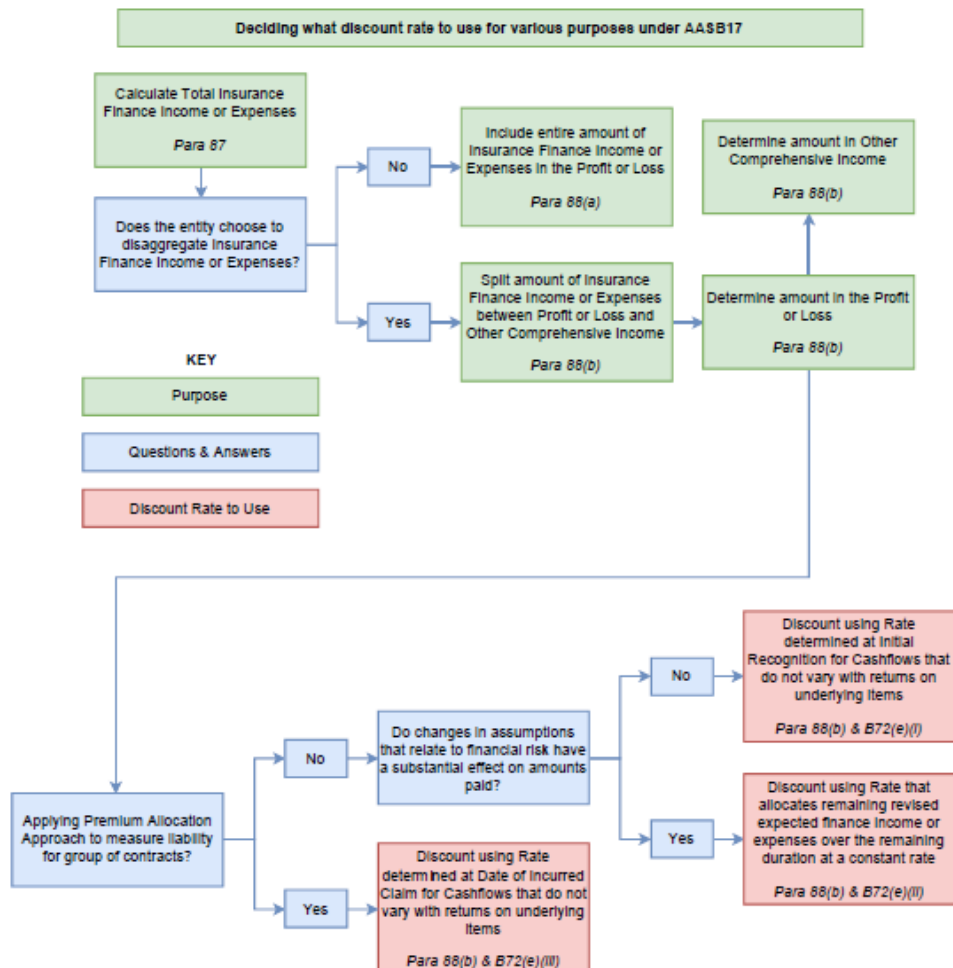 Deciding what discount rate to use for various purposes under AASB17
Calculate Total Insurance
Finance Income or Expenses
Para 87
Does the entity choose to
disaggregate Insurance
Finance Income or Expenses?
No
Include entire amount of
Insurance Finance Income or
Expenses in the Profit or Loss
Para 88(a)
Yes
Split amount of Insurance
Finance Income or Expenses
between Profit or Loss and
Other Comprehensive Income
Para 88(b)
Determine amount in Other
Comprehensive Income
Para 88(b)
Determine amount in the Profit
or Loss
Para 88(b)
KEY
Purpose
Questions & Answers
Discount Rate to Use
Applying Premium Allocation
Approach to measure liability
for group of contracts?
No
Do changes in assumptions
that relate to financial risk have
a substantial effect on amounts
paid?
No
Discount using Rate
determined at Initial
Recognition for Cashflows that
do not vary with returns on
underlying items
Para 88(b) & B72(e)(i)
Yes
Discount using Rate that
allocates remaining revised
expected finance income or
expenses over the remaining
duration at a constant rate
Para 88(b) & B72(e)(ii)
Yes
Discount using Rate
determined at Date of Incurred
Claim for Cashflows that do not
vary with returns on underlying
items
Para 88(b) & B72(e)(iii)